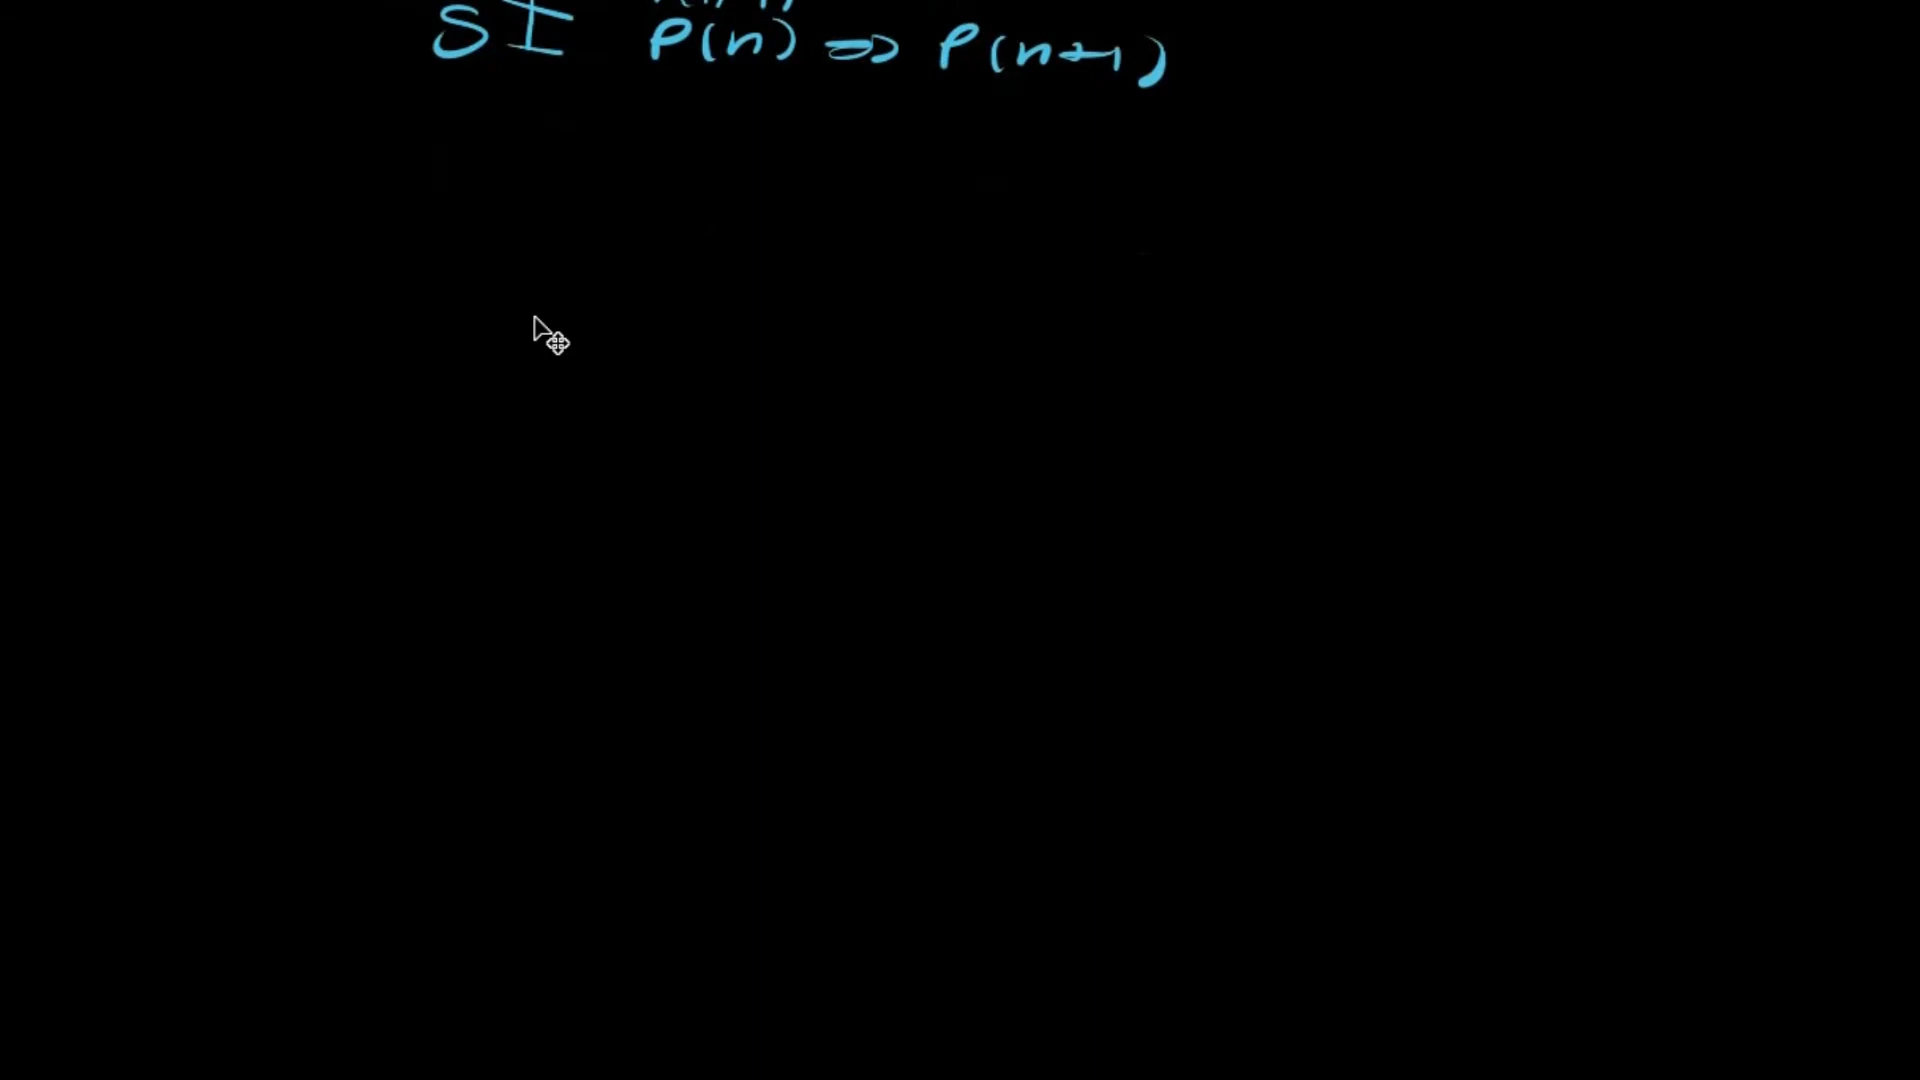 SI P(n) => P(n+1)